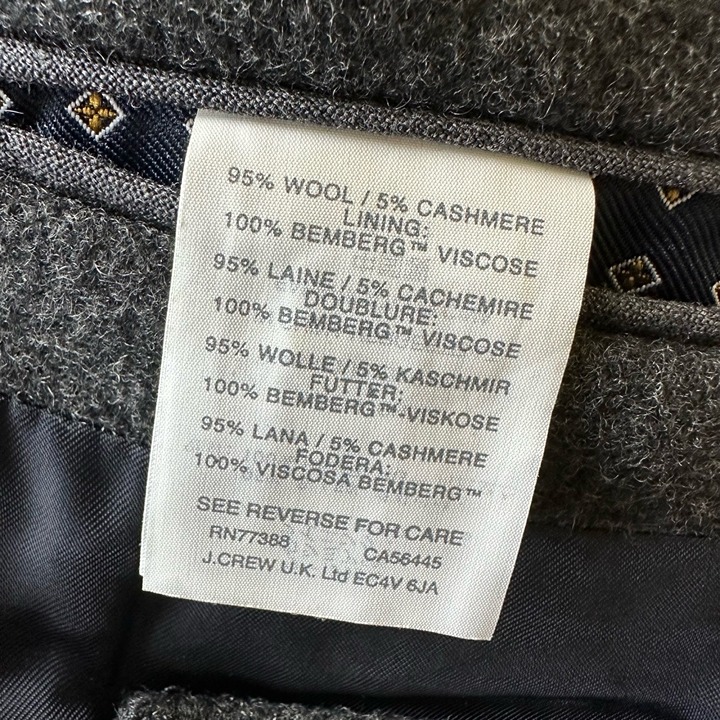 95% WOOL / 5% CASHMERE
LINING:
100% BEMBERG™ VISCOSE
95% LAINE / 5% CACHEMIRE
DOUBLURE:
100% BEMBERG™ VISCOSE
95% WOLLE / 5% KASCHMIR
FUTTER:
100% BEMBERG™-VISKOSE
95% LANA / 5% CASHMERE
FODERA:
100% VISCOSA BEMBERG™
SEE REVERSE FOR CARE
RN77388 CA56445
J.CREW U.K. Ltd EC4V 6JA